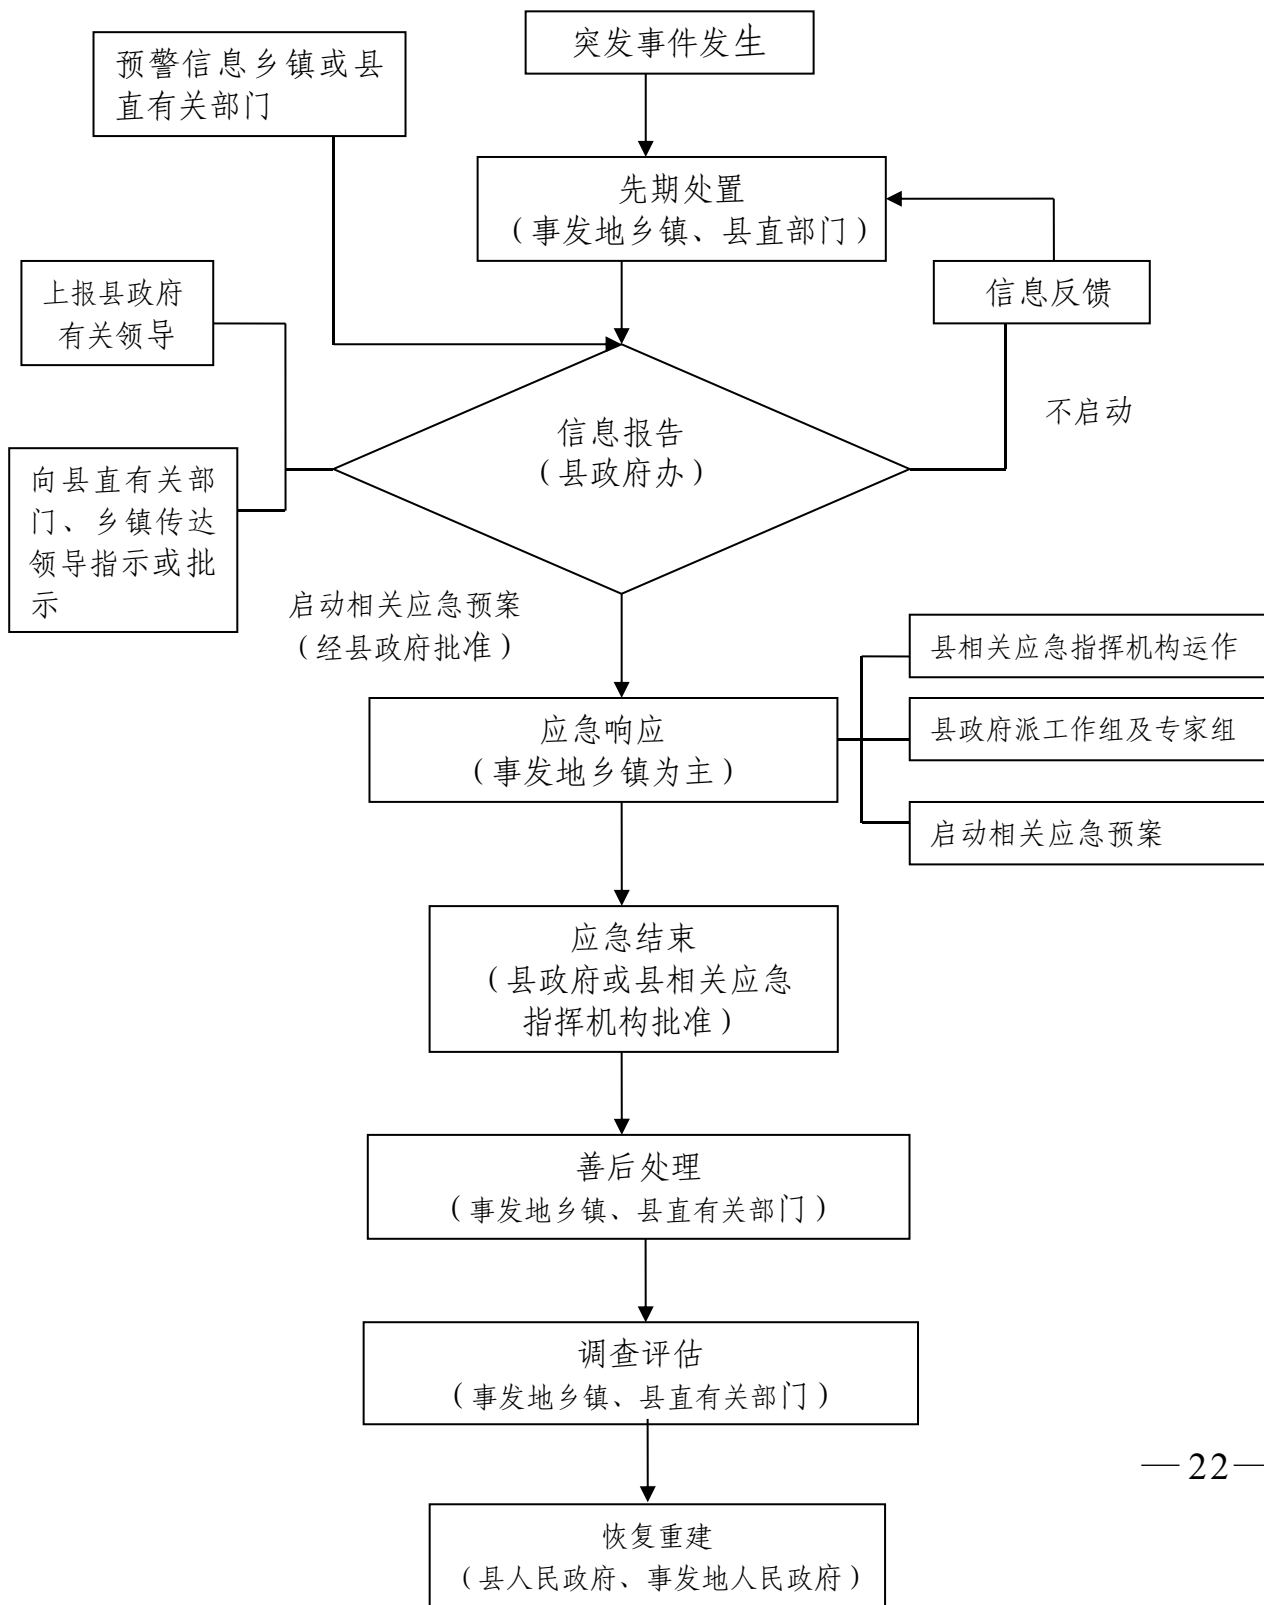 突发事件发生
预警信息乡镇或县
直有关部门
先期处置
（事发地乡镇、县直部门）
上报县政府
有关领导
信息反馈
不启动
信息报告
（县政府办）
向县直有关部
门、乡镇传达
领导指示或批
示
启动相关应急预案
（经县政府批准）
县相关应急指挥机构运作
应急响应
（事发地乡镇为主）
县政府派工作组及专家组
启动相关应急预案
应急结束
（县政府或县相关应急
指挥机构批准）
善后处理
（事发地乡镇、县直有关部门）
调查评估
（事发地乡镇、县直有关部门）
—22—
恢复重建
（县人民政府、事发地人民政府）